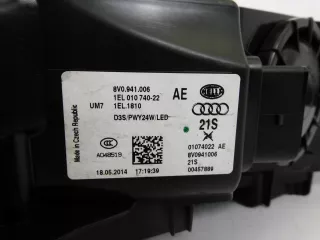 8V0.941.006
1EL 010 740-22
UM7 1EL.1810
AE
HELLA
D3S/PWY24W/LED
21S
Made in Czech Republic
A048519
18.05.2014 17:19:39
01074022 AE
8V0941006
21S
00457889